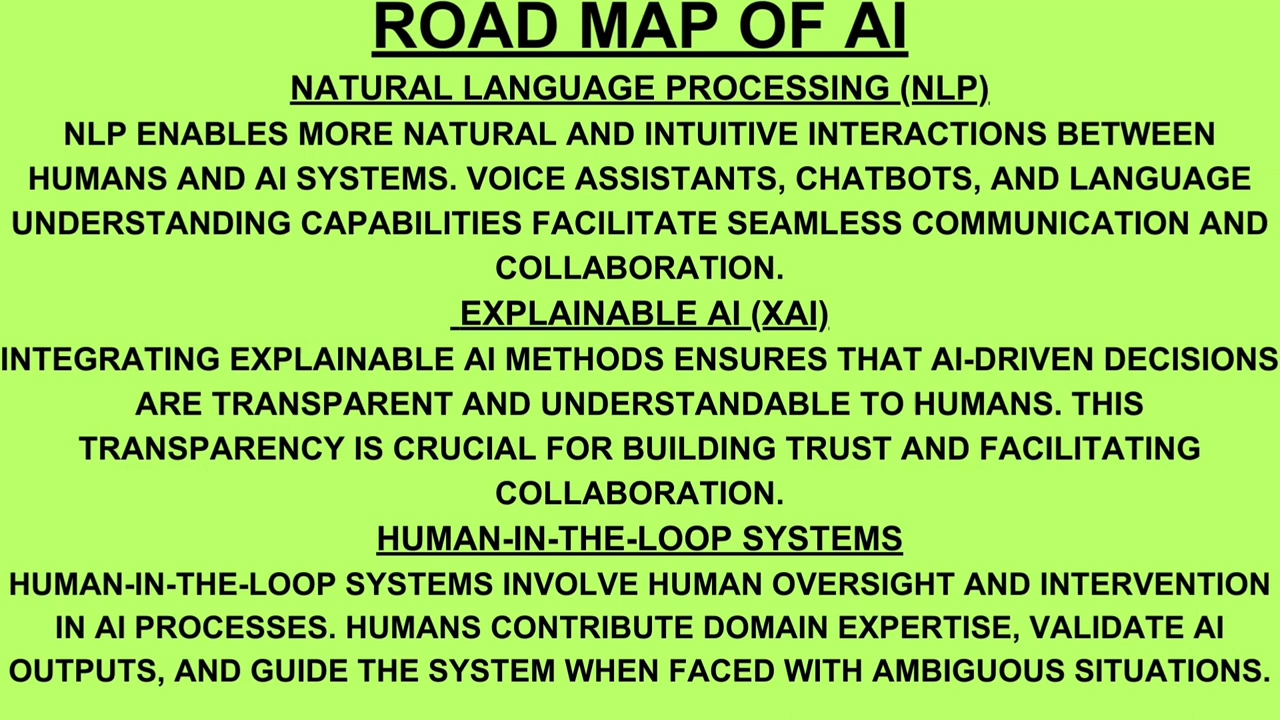 ROAD MAP OF AI
NATURAL LANGUAGE PROCESSING (NLP)
NLP ENABLES MORE NATURAL AND INTUITIVE INTERACTIONS BETWEEN
HUMANS AND AI SYSTEMS. VOICE ASSISTANTS, CHATBOTS, AND LANGUAGE
UNDERSTANDING CAPABILITIES FACILITATE SEAMLESS COMMUNICATION AND
COLLABORATION.
EXPLAINABLE AI (XAI)
INTEGRATING EXPLAINABLE AI METHODS ENSURES THAT AI-DRIVEN DECISIONS
ARE TRANSPARENT AND UNDERSTANDABLE TO HUMANS. THIS
TRANSPARENCY IS CRUCIAL FOR BUILDING TRUST AND FACILITATING
COLLABORATION.
HUMAN-IN-THE-LOOP SYSTEMS
HUMAN-IN-THE-LOOP SYSTEMS INVOLVE HUMAN OVERSIGHT AND INTERVENTION
IN AI PROCESSES. HUMANS CONTRIBUTE DOMAIN EXPERTISE, VALIDATE AI
OUTPUTS, AND GUIDE THE SYSTEM WHEN FACED WITH AMBIGUOUS SITUATIONS.